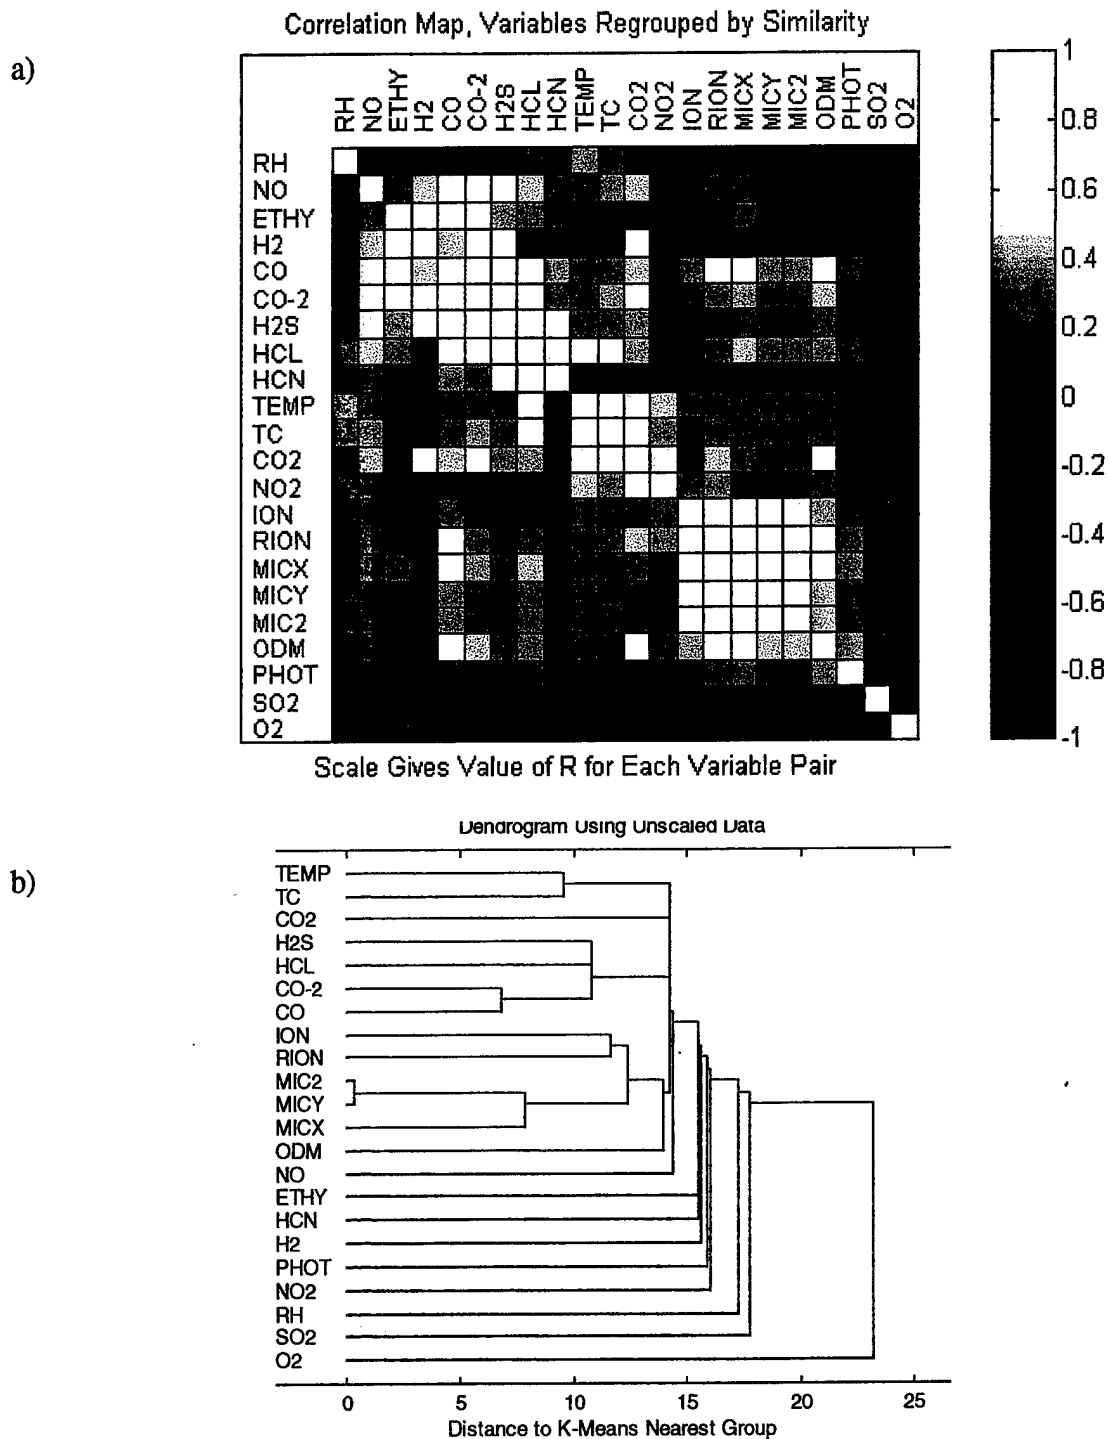 Correlation Map, Variables Regrouped by Similarity
a)
RH NO ETHY H2 CO CO-2 H2S HCL HCN TEMP TC CO2 NO2 ION RION MICX MICY MIC2 ODM PHOT SO2 O2
RH
NO
ETHY
H2
CO
CO-2
H2S
HCL
HCN
TEMP
TC
CO2
NO2
ION
RION
MICX
MICY
MIC2
ODM
PHOT
SO2
O2
1
0.8
0.6
0.4
0.2
0
-0.2
-0.4
-0.6
-0.8
-1
Scale Gives Value of R for Each Variable Pair
Dendrogram Using Unscaled Data
b)
TEMP
TC
CO2
H2S
HCL
CO-2
CO
ION
RION
MIC2
MICY
MICX
ODM
NO
ETHY
HCN
H2
PHOT
NO2
RH
SO2
O2
0 5 10 15 20 25
Distance to K-Means Nearest Group